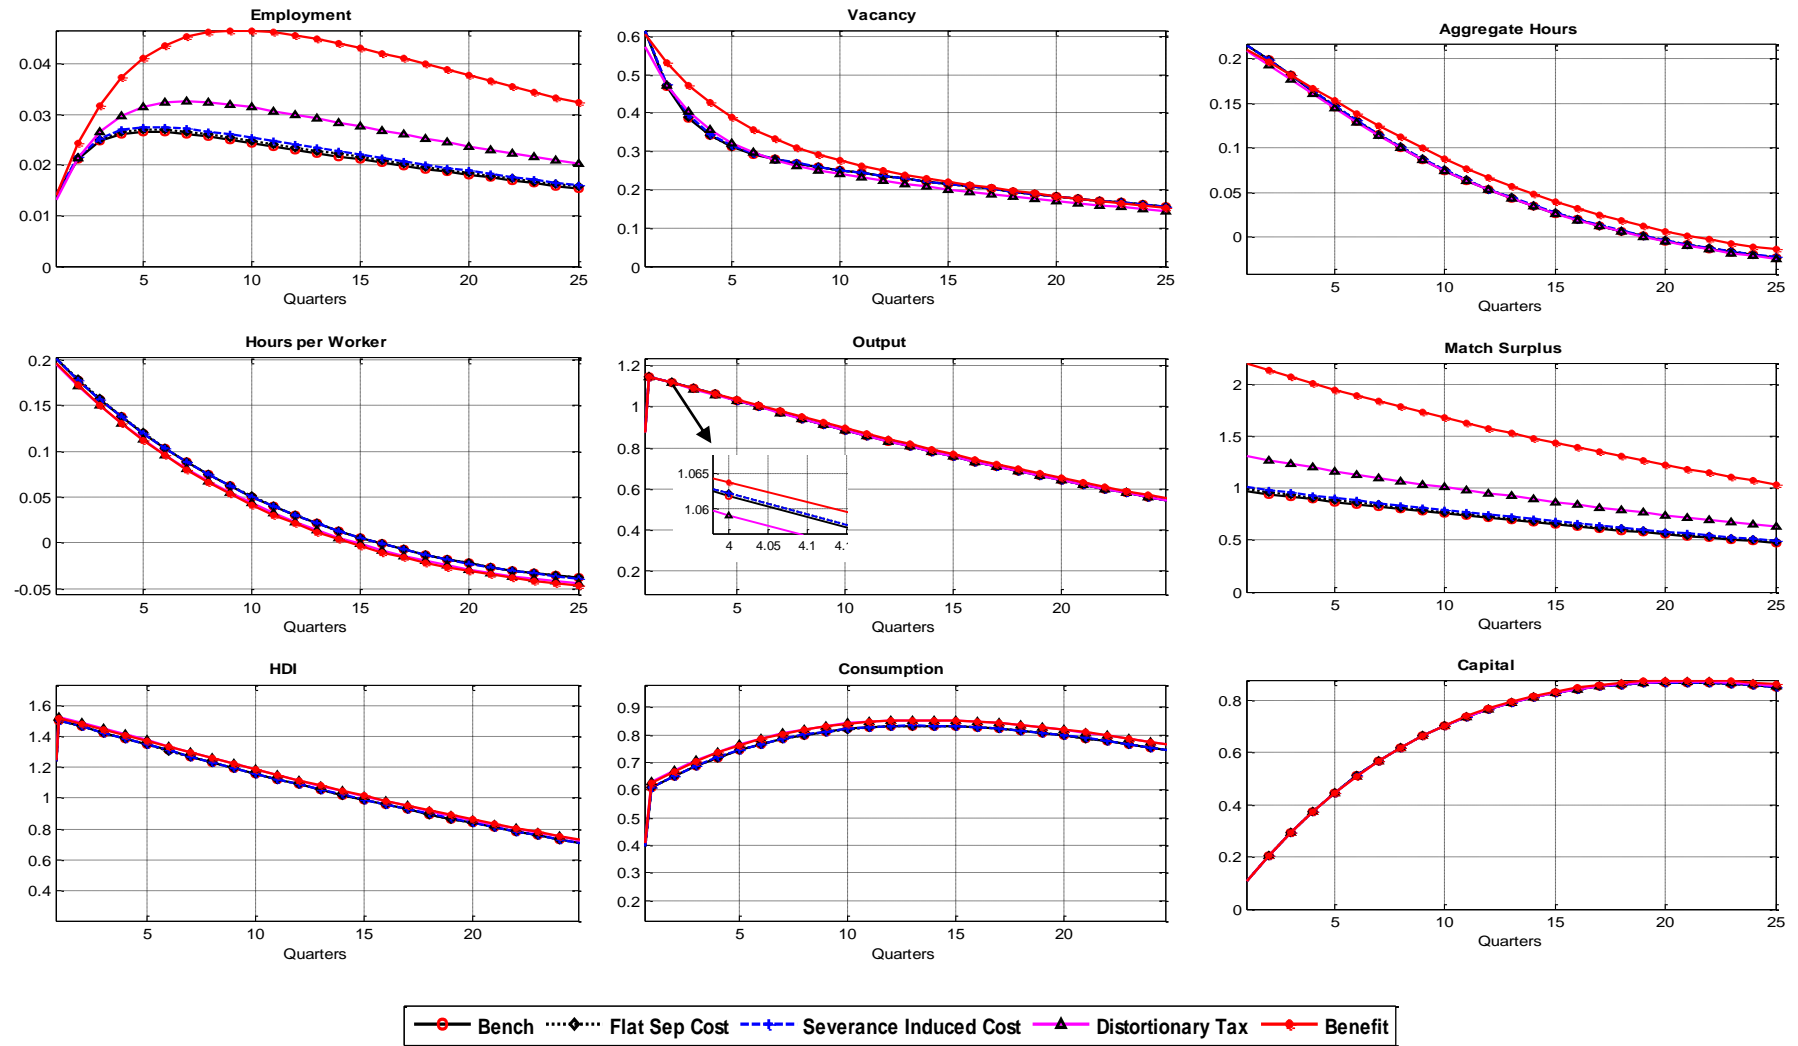 Employment
0.04
0.03
0.02
0.01
0
5 10 15 20 25
Quarters
Vacancy
0.6
0.5
0.4
0.3
0.2
0.1
0
5 10 15 20 25
Quarters
Aggregate Hours
0.2
0.15
0.1
0.05
0
5 10 15 20 25
Quarters
Hours per Worker
0.2
0.15
0.1
0.05
0
-0.05
5 10 15 20 25
Quarters
Output
1.2
1
0.8
0.6
0.4
0.2
1.065
1.06
4 4.05 4.1 4.1
5 10 15 20
Quarters
Match Surplus
2
1.5
1
0.5
0
5 10 15 20 25
Quarters
HDI
1.6
1.4
1.2
1
0.8
0.6
0.4
5 10 15 20
Quarters
Consumption
0.9
0.8
0.7
0.6
0.5
0.4
0.3
0.2
5 10 15 20
Quarters
Capital
0.8
0.6
0.4
0.2
0
5 10 15 20 25
Quarters
Bench Flat Sep Cost Severance Induced Cost Distortionary Tax Benefit